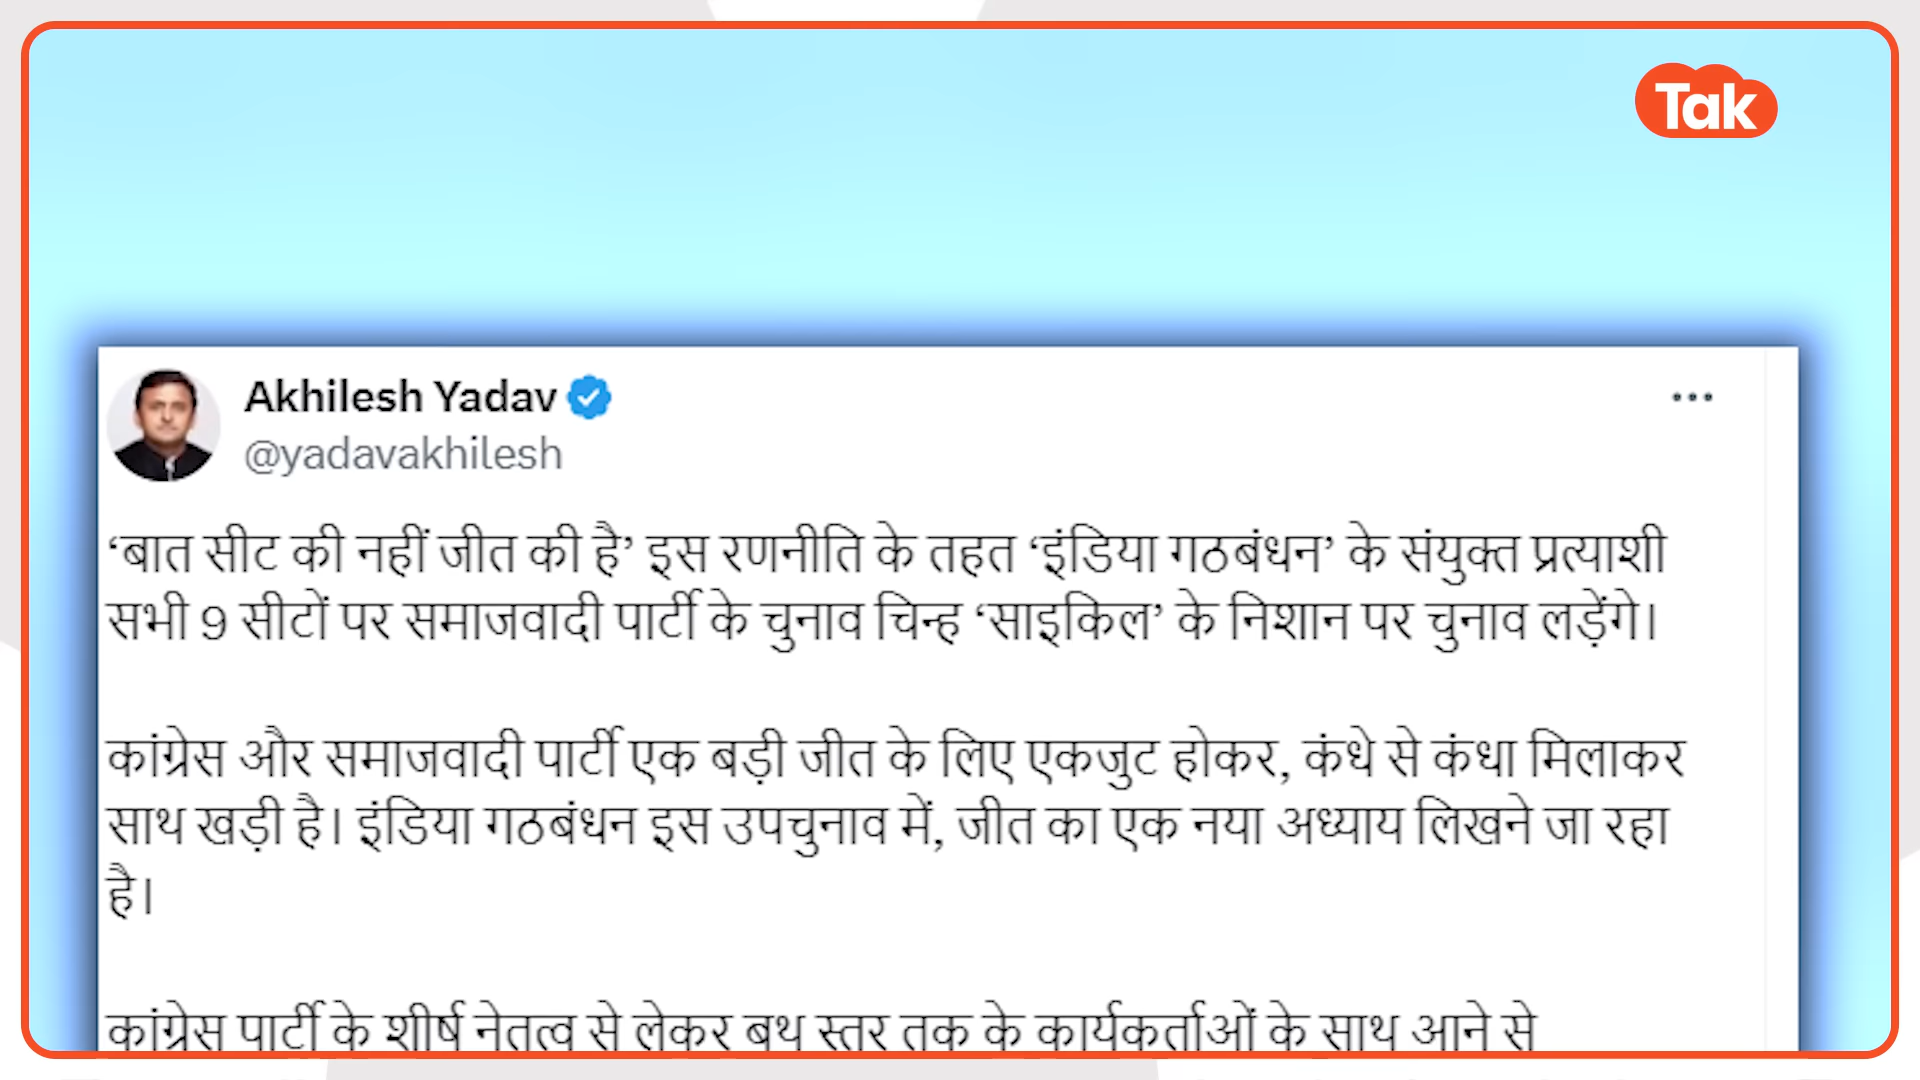 Tak
Akhilesh Yadav
@yadavakhilesh
‘बात सीट की नहीं जीत की है’ इस रणनीति के तहत ‘इंडिया गठबंधन’ के संयुक्त प्रत्याशी
सभी 9 सीटों पर समाजवादी पार्टी के चुनाव चिन्ह ‘साइकिल’ के निशान पर चुनाव लड़ेंगे।
कांग्रेस और समाजवादी पार्टी एक बड़ी जीत के लिए एकजुट होकर, कंधे से कंधा मिलाकर
साथ खड़ी है। इंडिया गठबंधन इस उपचुनाव में, जीत का एक नया अध्याय लिखने जा रहा
है।
कांग्रेस पार्टी के शीर्ष नेतृत्व से लेकर बूथ स्तर तक के कार्यकर्ताओं के साथ आने से